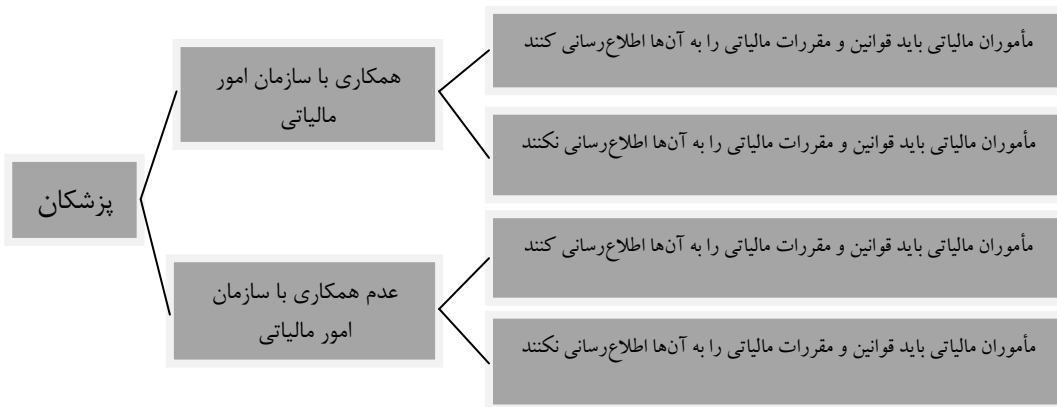 پزشکان
همکاری با سازمان امور
مالیاتی
مأموران مالیاتی باید قوانین و مقررات مالیاتی را به آن‌ها اطلاع‌رسانی کنند
مأموران مالیاتی باید قوانین و مقررات مالیاتی را به آن‌ها اطلاع‌رسانی نکنند
عدم همکاری با سازمان
امور مالیاتی
مأموران مالیاتی باید قوانین و مقررات مالیاتی را به آن‌ها اطلاع‌رسانی کنند
مأموران مالیاتی باید قوانین و مقررات مالیاتی را به آن‌ها اطلاع‌رسانی نکنند